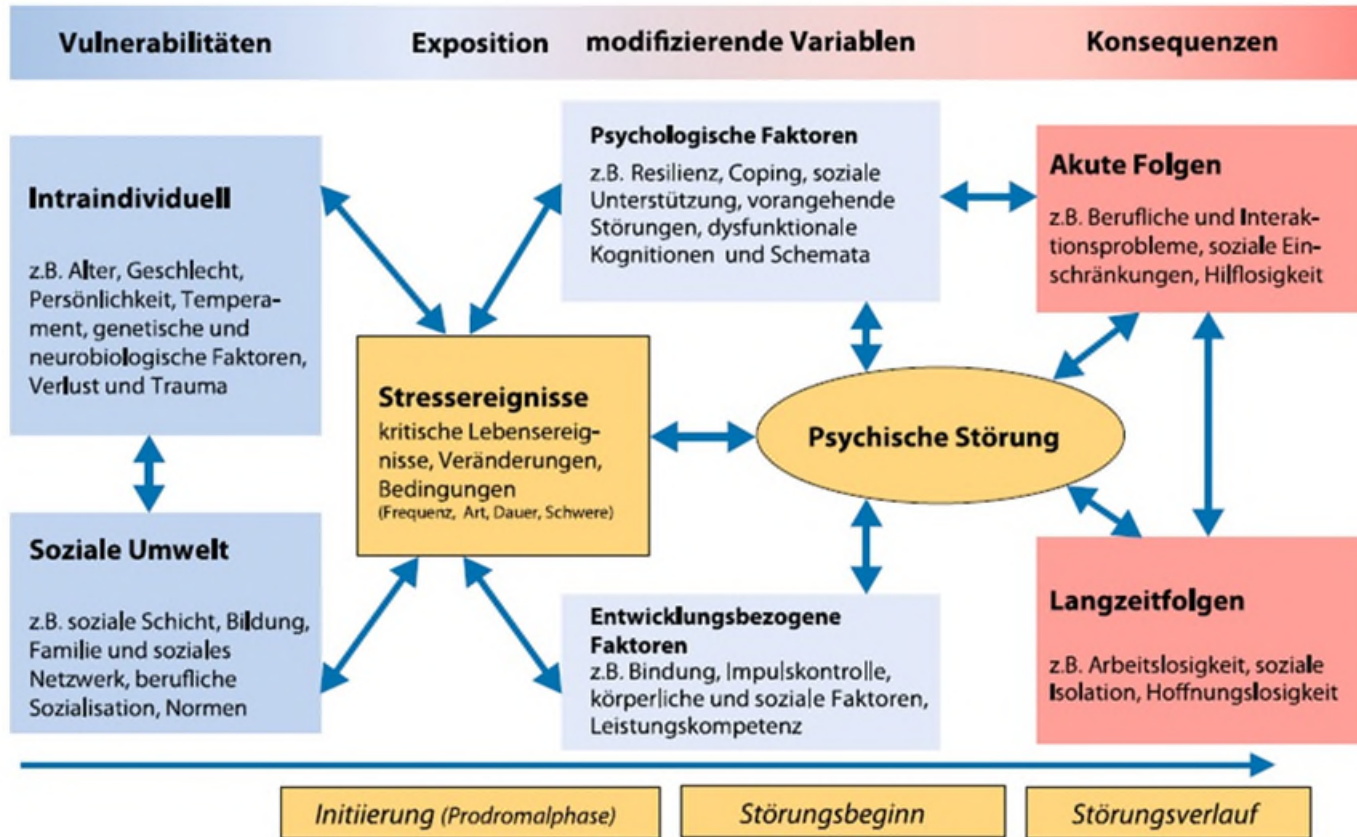 Vulnerabilitäten
Exposition
modifizierende Variablen
Konsequenzen
Intraindividuell
z.B. Alter, Geschlecht,
Persönlichkeit, Tempera-
ment, genetische und
neurobiologische Faktoren,
Verlust und Trauma
Soziale Umwelt
z.B. soziale Schicht, Bildung,
Familie und soziales
Netzwerk, berufliche
Sozialisation, Normen
Stressereignisse
kritische Lebensereig-
nisse, Veränderungen,
Bedingungen
(Frequenz, Art, Dauer, Schwere)
Psychologische Faktoren
z.B. Resilienz, Coping, soziale
Unterstützung, vorangehende
Störungen, dysfunktionale
Kognitionen und Schemata
Psychische Störung
Entwicklungsbezogene
Faktoren
z.B. Bindung, Impulskontrolle,
körperliche und soziale Faktoren,
Leistungskompetenz
Akute Folgen
z.B. Berufliche und Interak-
tionsprobleme, soziale Ein-
schränkungen, Hilflosigkeit
Langzeitfolgen
z.B. Arbeitslosigkeit, soziale
Isolation, Hoffnungslosigkeit
Initiierung (Prodromalphase)
Störungsbeginn
Störungsverlauf